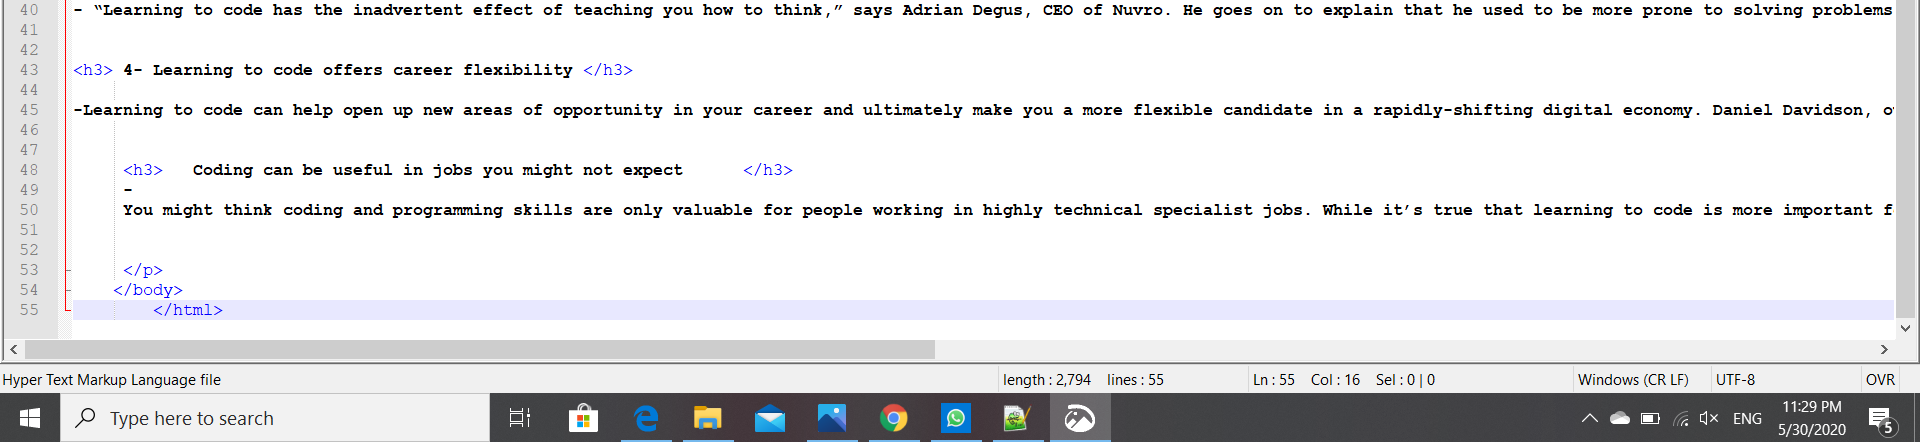 40 - “Learning to code has the inadvertent effect of teaching you how to think,” says Adrian Degus, CEO of Nuvro. He goes on to explain that he used to be more prone to solving problems
41
42
43 <h3> 4- Learning to code offers career flexibility </h3>
44
45 -Learning to code can help open up new areas of opportunity in your career and ultimately make you a more flexible candidate in a rapidly-shifting digital economy. Daniel Davidson,
46
47
48 <h3> Coding can be useful in jobs you might not expect </h3>
49 -
50 You might think coding and programming skills are only valuable for people working in highly technical specialist jobs. While it’s true that learning to code is more important
51
52
53 </p>
54 </body>
55 </html>
Hyper Text Markup Language file length : 2,794 lines : 55 Ln : 55 Col : 16 Sel : 0 | 0 Windows (CR LF) UTF-8 OVR
Type here to search ENG 11:29 PM
5/30/2020 5